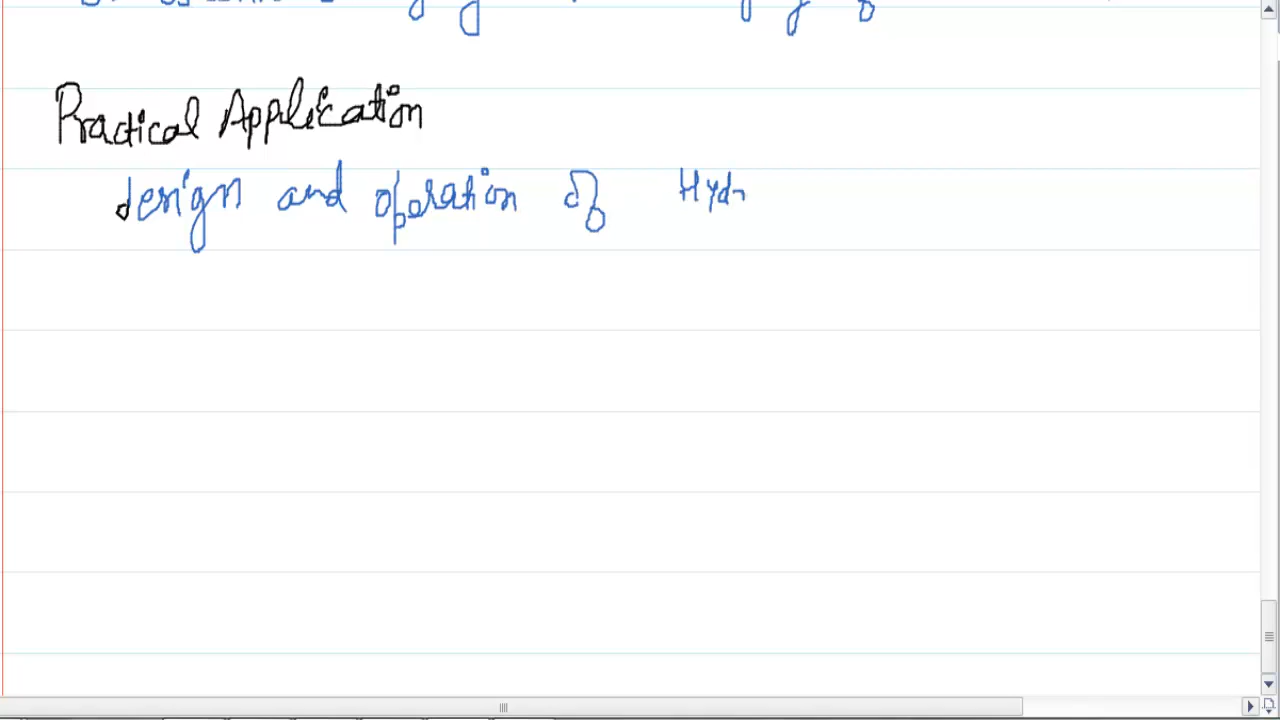 Practical Application
design and operation of Hydr